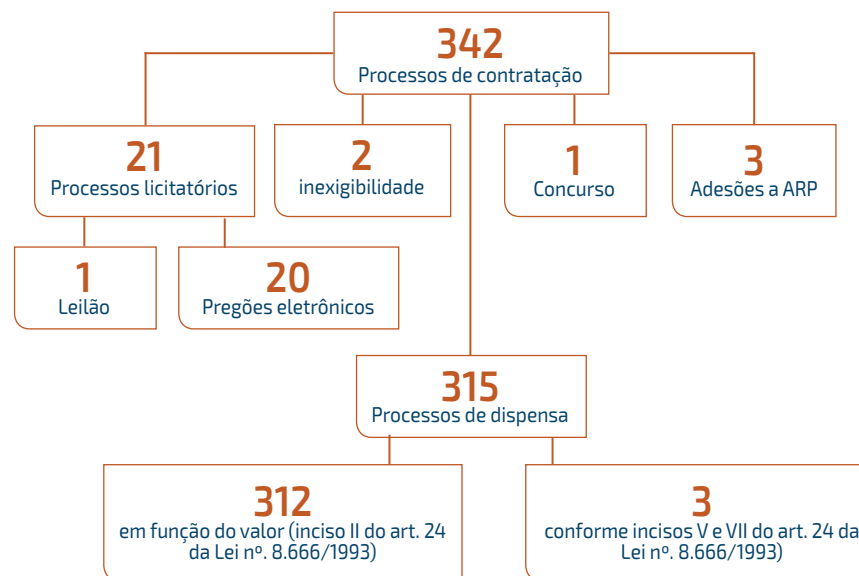 342
Processos de contratação
21
Processos licitatórios
2
inexigibilidade
1
Concurso
3
Adesões a ARP
1
Leilão
20
Pregões eletrônicos
315
Processos de dispensa
312
em função do valor (inciso II do art. 24
da Lei nº. 8.666/1993)
3
conforme incisos V e VII do art. 24 da
Lei nº. 8.666/1993)